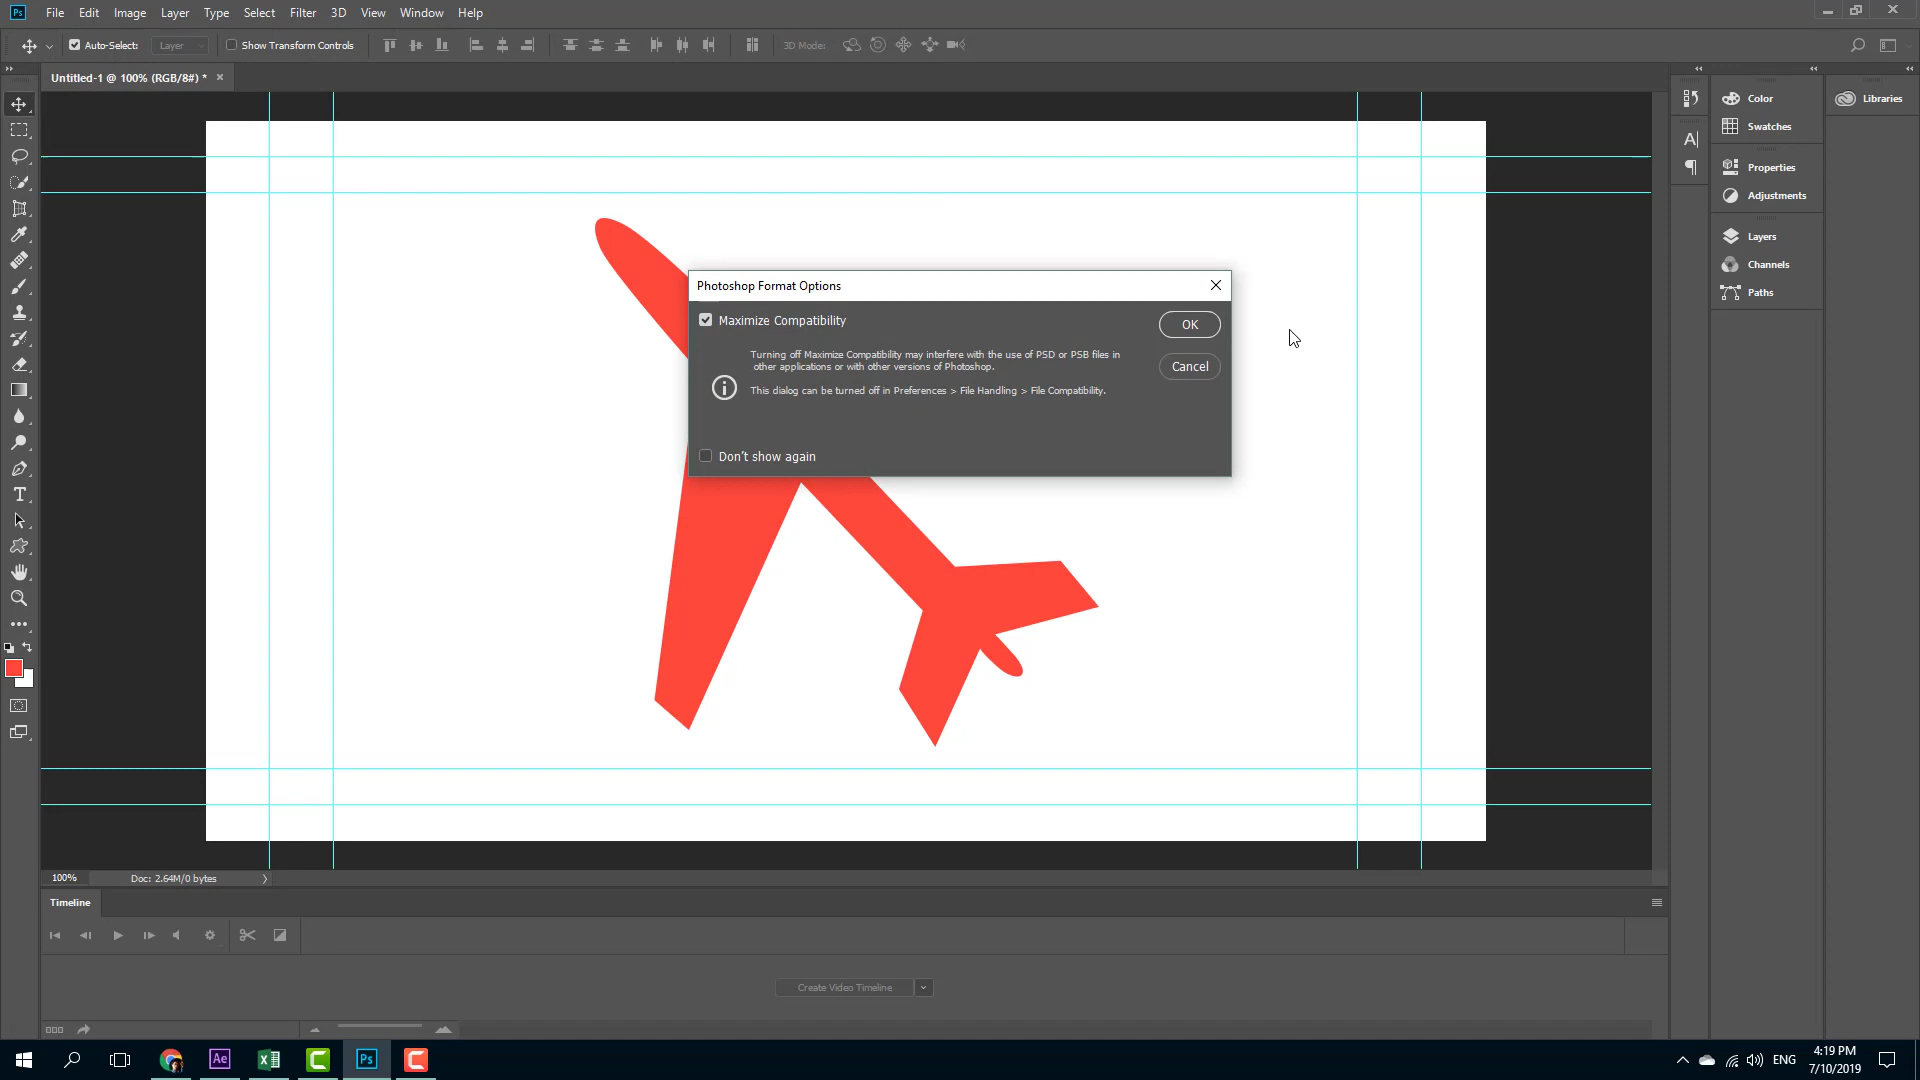 Ps File Edit Image Layer Type Select Filter 3D View Window Help
Auto-Select: Layer Show Transform Controls 3D Mode:
Untitled-1 @ 100% (RGB/8#) *
Color
Swatches
Properties
Adjustments
Layers
Channels
Paths
Libraries
Photoshop Format Options
Maximize Compatibility
OK
Turning off Maximize Compatibility may interfere with the use of PSD or PSB files in
other applications or with other versions of Photoshop.
Cancel
This dialog can be turned off in Preferences > File Handling > File Compatibility.
Don't show again
100% Doc: 2.64M/0 bytes
Timeline
Create Video Timeline
Ae
Ps
ENG
4:19 PM
7/10/2019